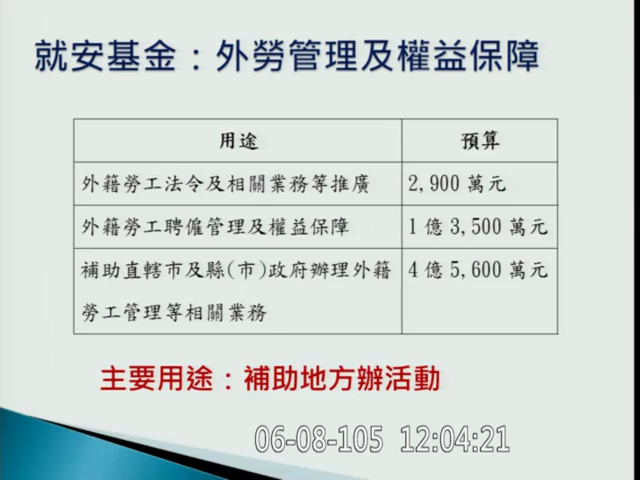 就安基金：外勞管理及權益保障
用途 預算
外籍勞工法令及相關業務等推廣 2,900 萬元
外籍勞工聘僱管理及權益保障 1 億 3,500 萬元
補助直轄市及縣(市)政府辦理外籍 4 億 5,600 萬元
勞工管理等相關業務
主要用途：補助地方辦活動
06-08-105 12:04:21